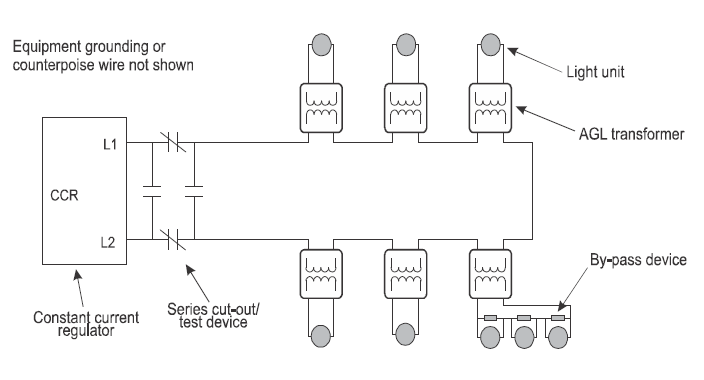 Equipment grounding or
counterpoise wire not shown
Light unit
AGL transformer
L1
CCR
L2
By-pass device
Constant current
regulator
Series cut-out/
test device